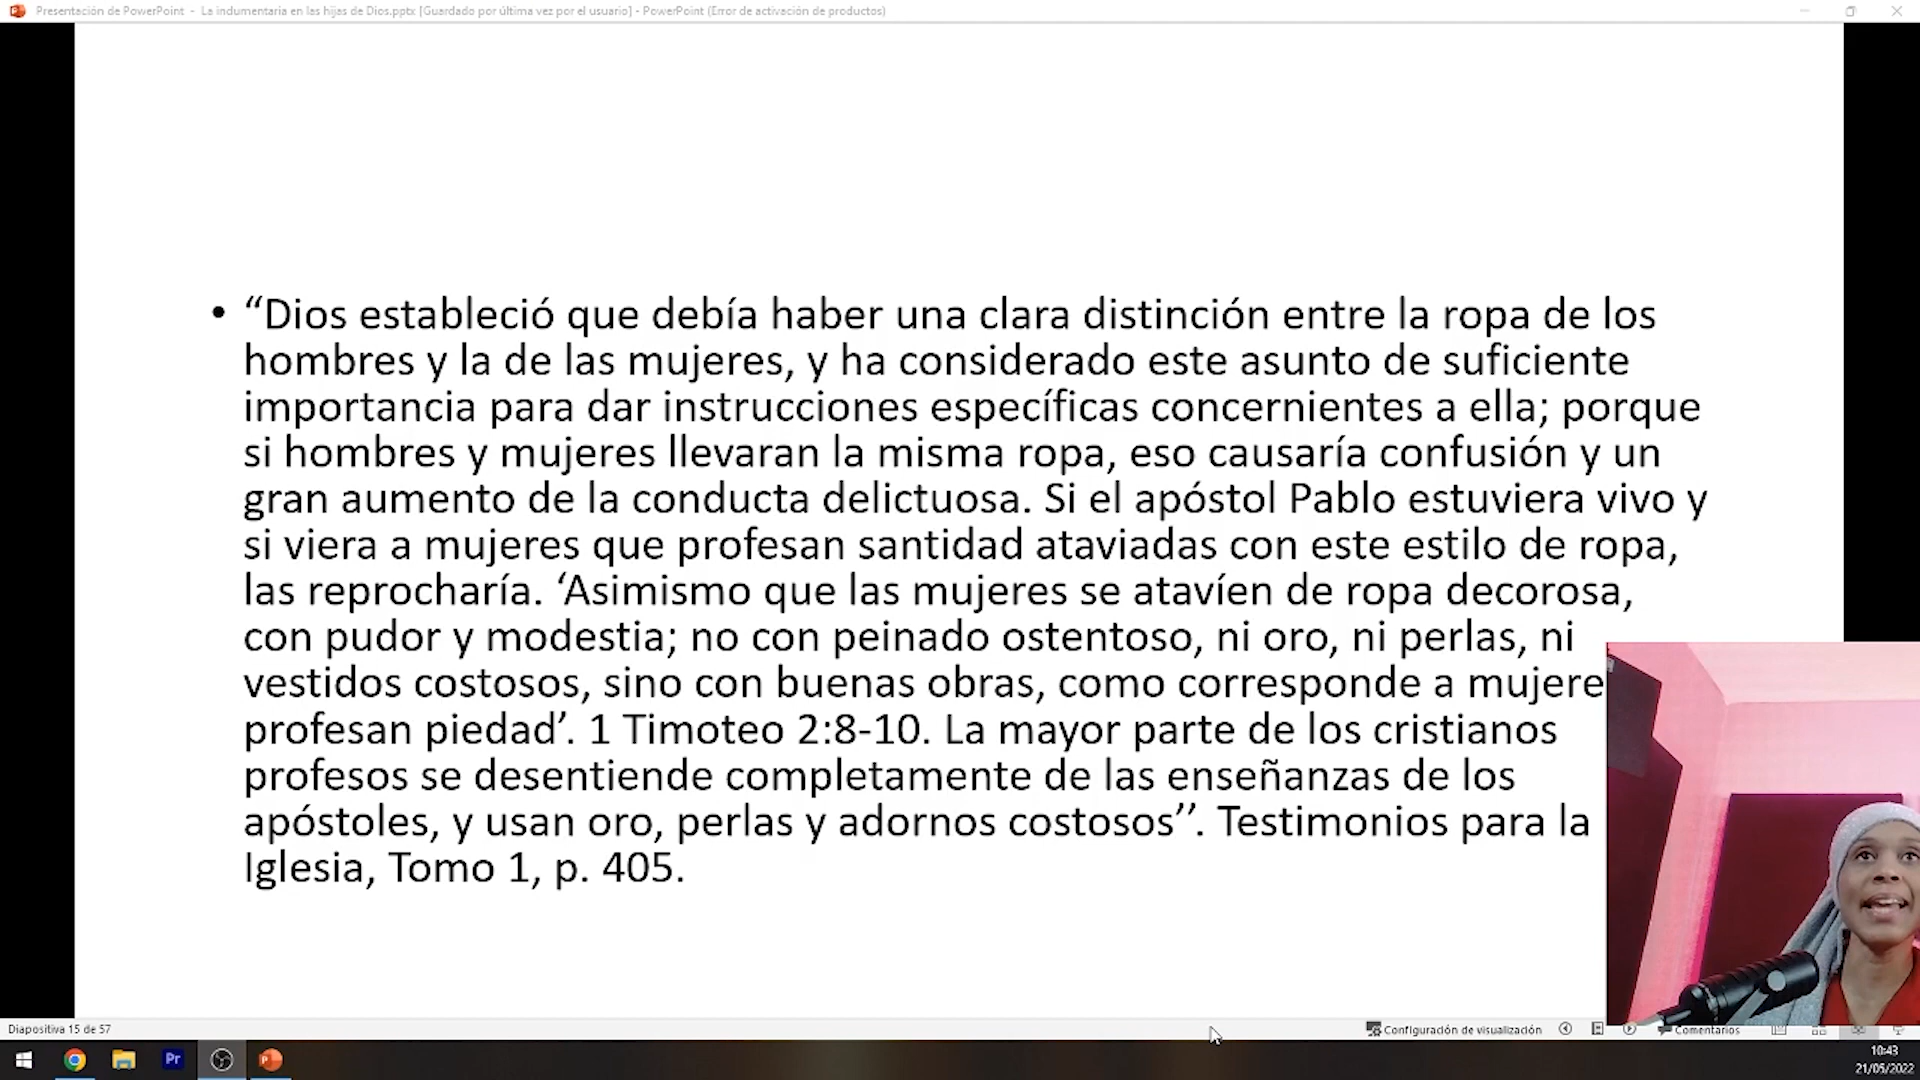 Presentación de PowerPoint - La indumentaria en las hijas de Dios.pptx [Guardado por última vez por el usuario] - PowerPoint (Error de activación de productos)
• “Dios estableció que debía haber una clara distinción entre la ropa de los
hombres y la de las mujeres, y ha considerado este asunto de suficiente
importancia para dar instrucciones específicas concernientes a ella; porque
si hombres y mujeres llevaran la misma ropa, eso causaría confusión y un
gran aumento de la conducta delictuosa. Si el apóstol Pablo estuviera vivo y
si viera a mujeres que profesan santidad ataviadas con este estilo de ropa,
las reprocharía. ‘Asimismo que las mujeres se atavíen de ropa decorosa,
con pudor y modestia; no con peinado ostentoso, ni oro, ni perlas, ni
vestidos costosos, sino con buenas obras, como corresponde a mujere
profesan piedad’. 1 Timoteo 2:8-10. La mayor parte de los cristianos
profesos se desentiende completamente de las enseñanzas de los
apóstoles, y usan oro, perlas y adornos costosos’’. Testimonios para la
Iglesia, Tomo 1, p. 405.
Diapositiva 15 de 57
Configuración de visualización
Comentarios
Pr
P
10:43
21/05/2022